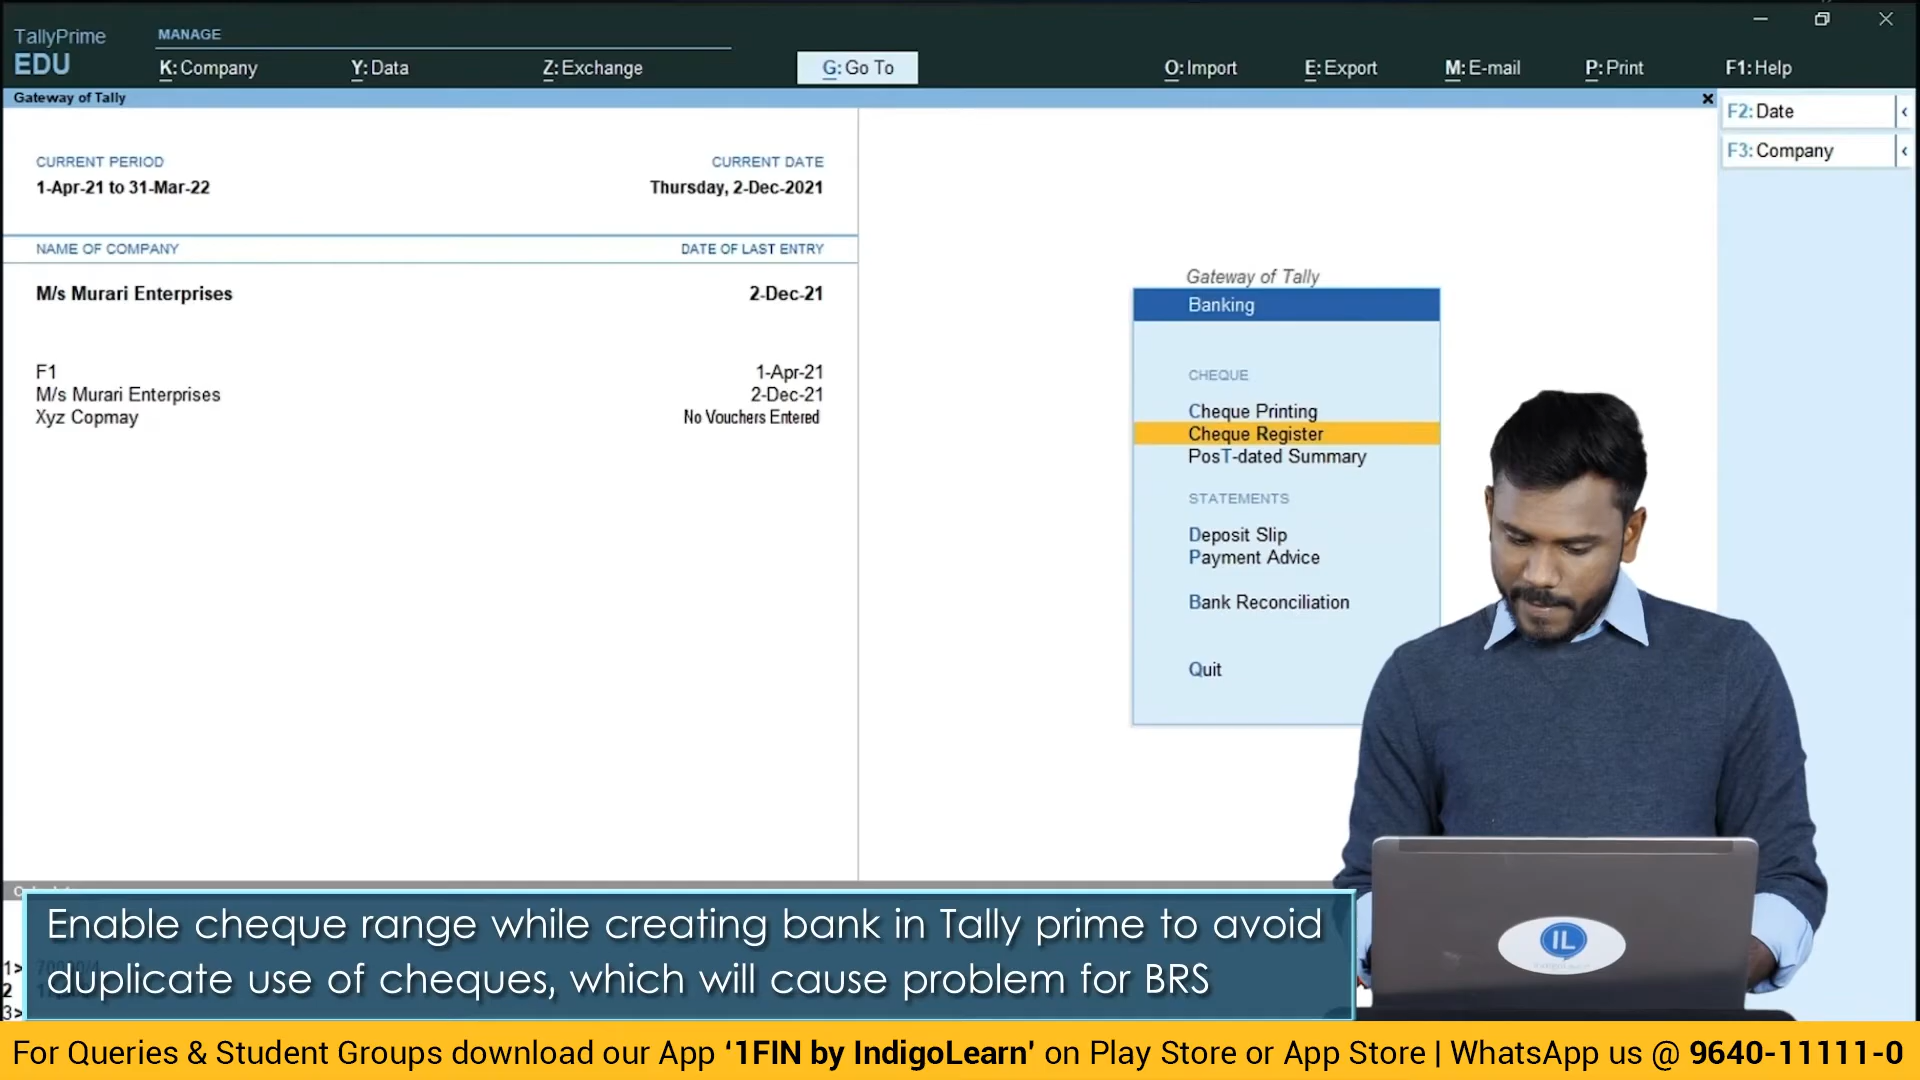 TallyPrime
EDU
MANAGE
K: Company
Y: Data
Z: Exchange
G: Go To
O: Import
E: Export
M: E-mail
P: Print
F1: Help
Gateway of Tally
F2: Date
F3: Company
CURRENT PERIOD
CURRENT DATE
1-Apr-21 to 31-Mar-22
Thursday, 2-Dec-2021
NAME OF COMPANY
DATE OF LAST ENTRY
M/s Murari Enterprises
2-Dec-21
F1
1-Apr-21
M/s Murari Enterprises
2-Dec-21
Xyz Copmay
No Vouchers Entered
Gateway of Tally
Banking
CHEQUE
Cheque Printing
Cheque Register
PosT-dated Summary
STATEMENTS
Deposit Slip
Payment Advice
Bank Reconciliation
Quit
1>
2
3>
IL
Enable cheque range while creating bank in Tally prime to avoid
duplicate use of cheques, which will cause problem for BRS
For Queries & Student Groups download our App ‘1FIN by IndigoLearn' on Play Store or App Store | WhatsApp us @ 9640-11111-0